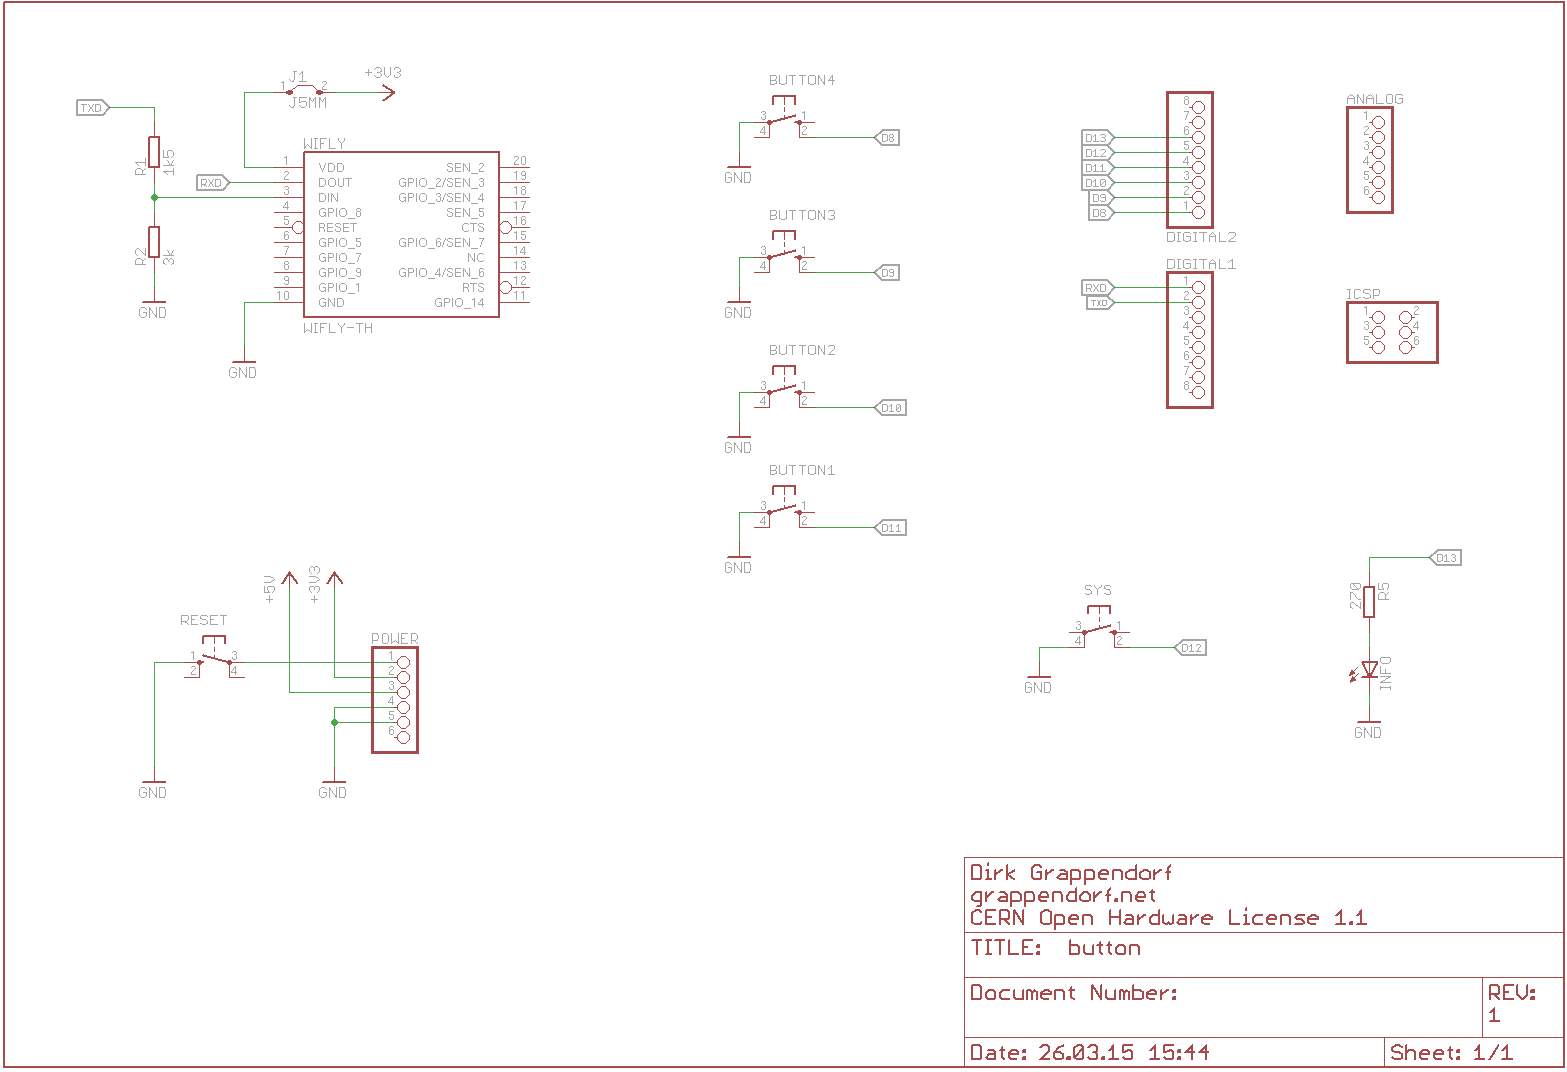 J1
1 2
J5MM
+3V3
TXD
R1
1k5
R2
3k
GND
RXD
WIFLY
1 VDD SEN_2 20
2 DOUT GPIO_2/SEN_3 19
3 DIN GPIO_3/SEN_4 18
4 GPIO_8 SEN_5 17
5 RESET CTS 16
6 GPIO_5 GPIO_6/SEN_7 15
7 GPIO_7 NC 14
8 GPIO_9 GPIO_4/SEN_6 13
9 GPIO_1 RTS 12
10 GND GPIO_14 11
WIFLY-TH
GND
BUTTON4
3 1
4 2
D8
GND
BUTTON3
3 1
4 2
D9
GND
BUTTON2
3 1
4 2
D10
GND
BUTTON1
3 1
4 2
D11
GND
8
7
D13 6
D12 5
D11 4
D10 3
D9 2
D8 1
DIGITAL2
DIGITAL1
RXD 1
TXD 2
3
4
5
6
7
8
ANALOG
1
2
3
4
5
6
ICSP
1 2
3 4
5 6
+5V
+3V3
RESET
1 3
2 4
GND
POWER
1
2
3
4
5
6
GND
SYS
3 1
4 2
D12
GND
D13
270
R5
INFO
GND
Dirk Grappendorf
grappendorf.net
CERN Open Hardware License 1.1
TITLE: button
Document Number:
REV:
1
Date: 26.03.15 15:44
Sheet: 1/1